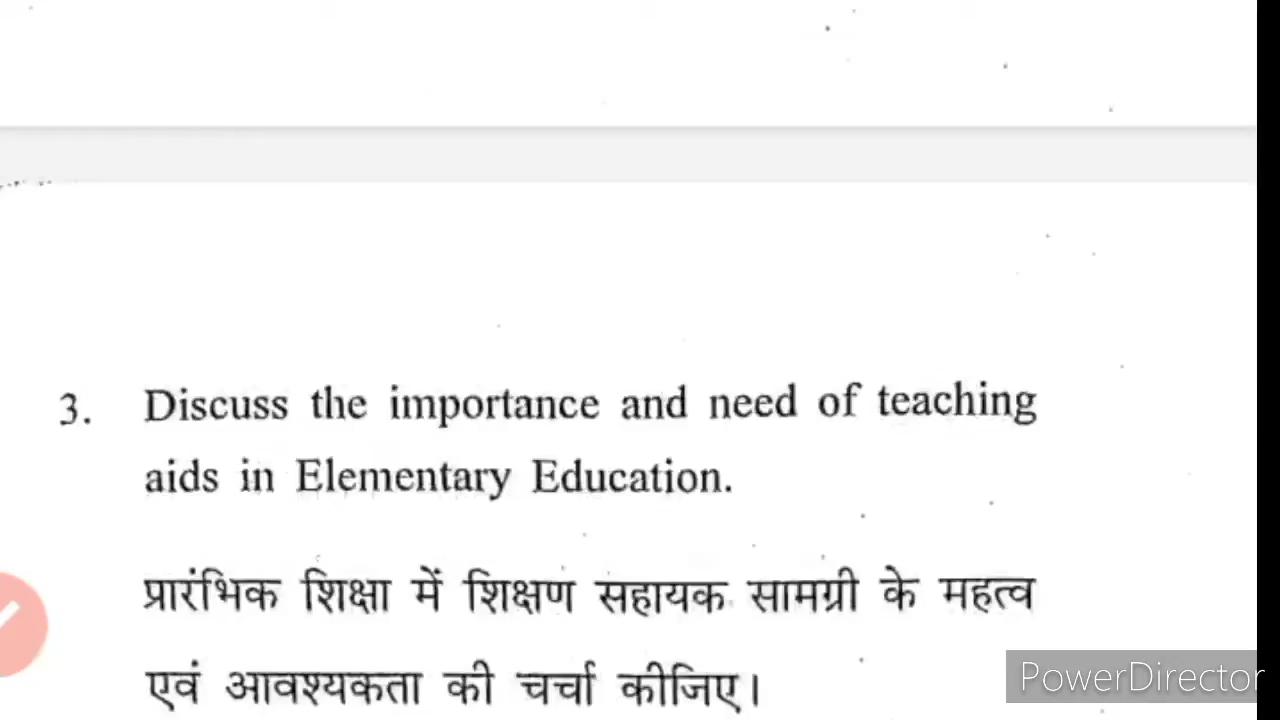 3. Discuss the importance and need of teaching
aids in Elementary Education.
प्रारंभिक शिक्षा में शिक्षण सहायक सामग्री के महत्व
एवं आवश्यकता की चर्चा कीजिए।
PowerDirector